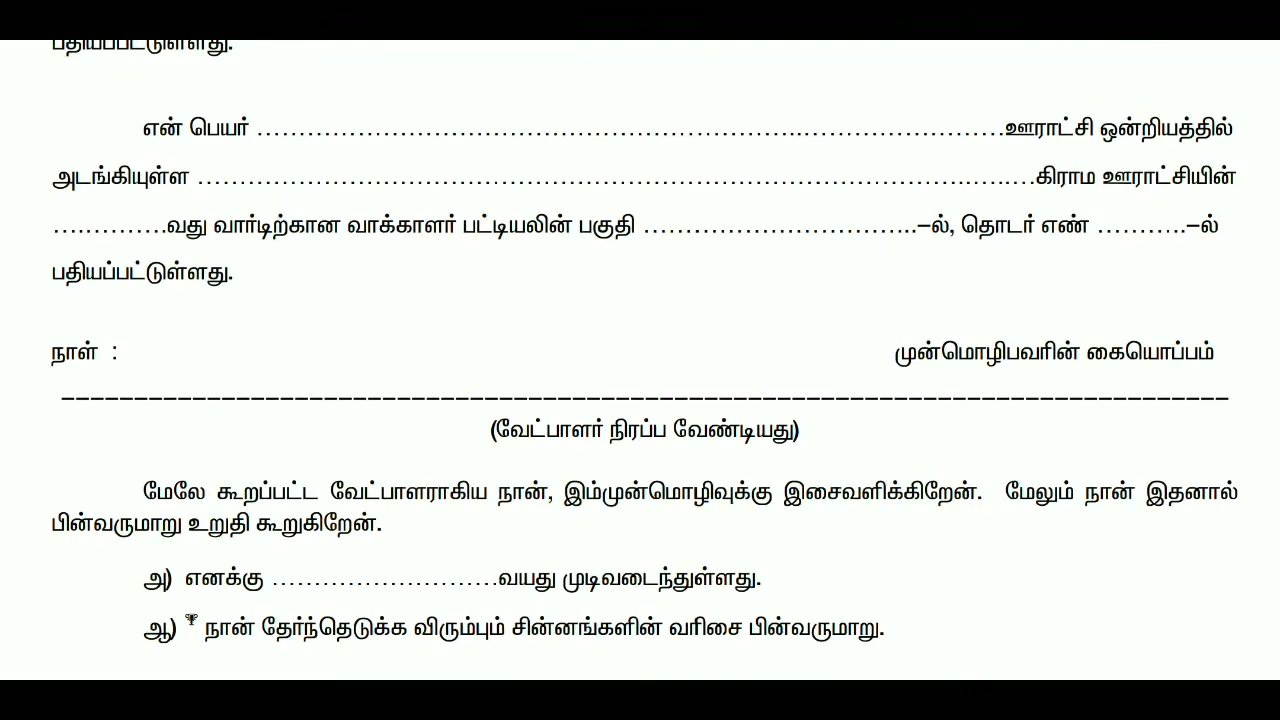 பதியப்பட்டுள்ளது.
என் பெயர் ……………………………………………………………..……………………ஊராட்சி ஒன்றியத்தில்
அடங்கியுள்ள ………………………………………………………………………………..…..…கிராம ஊராட்சியின்
….……….வது வார்டிற்கான வாக்காளர் பட்டியலின் பகுதி …………………………..–ல், தொடர் எண் ……….–ல்
பதியப்பட்டுள்ளது.
நாள் : முன்மொழிபவரின் கையொப்பம்
(வேட்பாளர் நிரப்ப வேண்டியது)
மேலே கூறப்பட்ட வேட்பாளராகிய நான், இம்முன்மொழிவுக்கு இசைவளிக்கிறேன். மேலும் நான் இதனால்
பின்வருமாறு உறுதி கூறுகிறேன்.
அ) எனக்கு ………………………வயது முடிவடைந்துள்ளது.
ஆ) நான் தேர்ந்தெடுக்க விரும்பும் சின்னங்களின் வரிசை பின்வருமாறு.